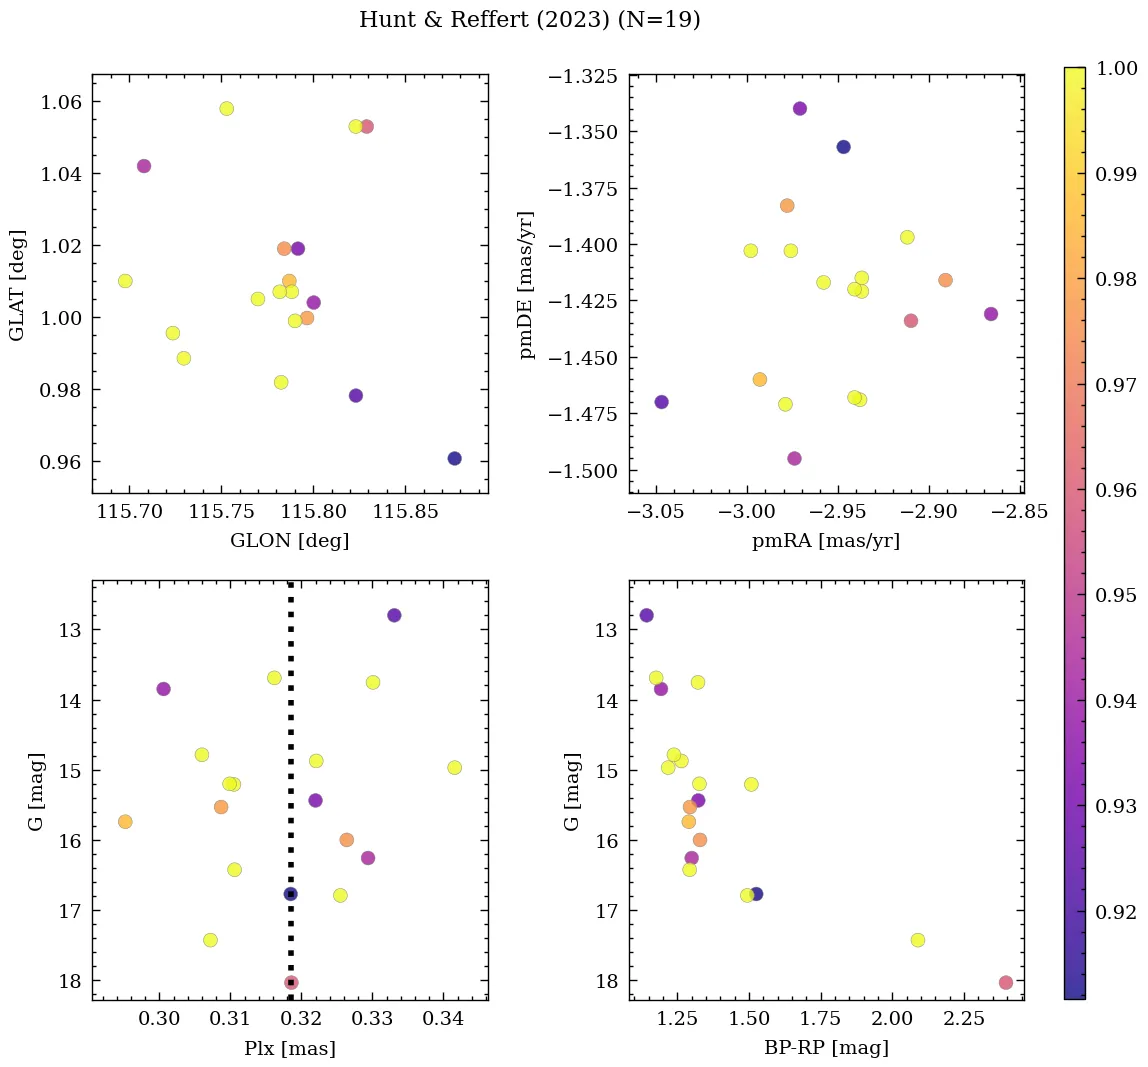 Hunt & Reffert (2023) (N=19)
1.06
1.04
1.02
1.00
0.98
0.96
GLAT [deg]
115.70 115.75 115.80 115.85
GLON [deg]
−1.325
−1.350
−1.375
−1.400
−1.425
−1.450
−1.475
−1.500
pmDE [mas/yr]
−3.05 −3.00 −2.95 −2.90 −2.85
pmRA [mas/yr]
13
14
15
16
17
18
G [mag]
0.30 0.31 0.32 0.33 0.34
Plx [mas]
13
14
15
16
17
18
G [mag]
1.25 1.50 1.75 2.00 2.25
BP-RP [mag]
1.00
0.99
0.98
0.97
0.96
0.95
0.94
0.93
0.92